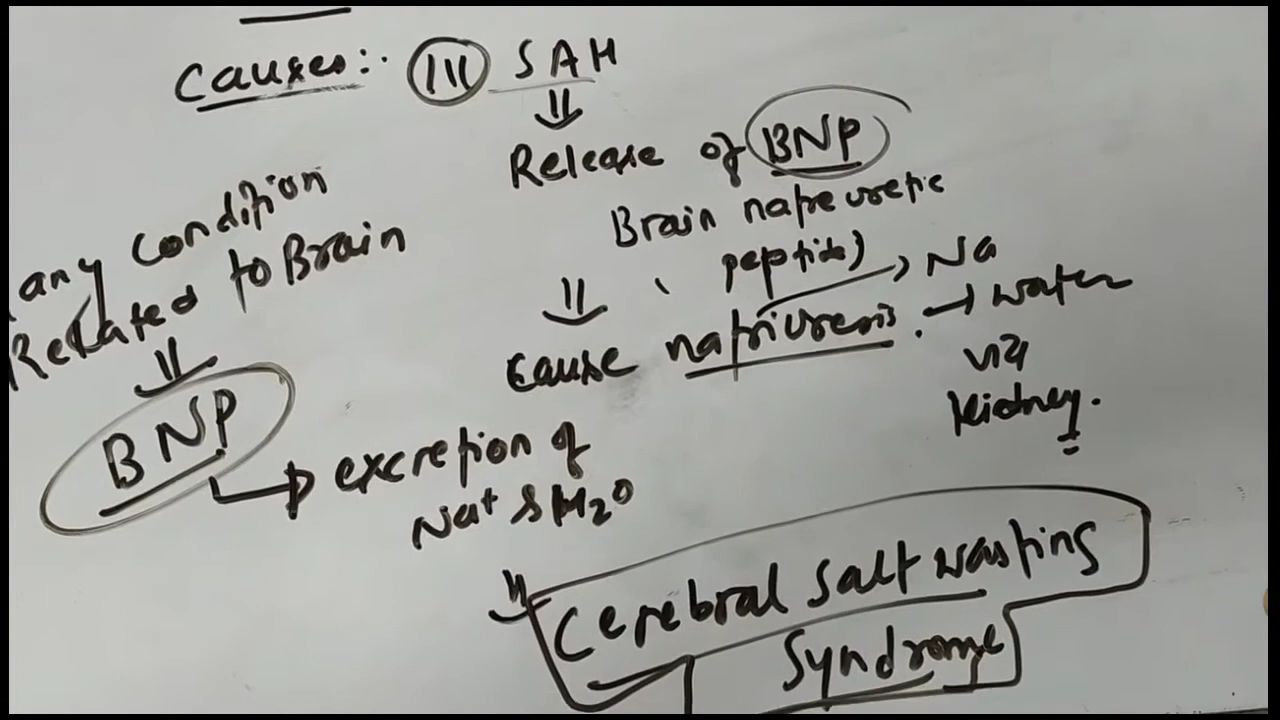 Causes:- III SAH
Release of BNP
Brain natreuretic
( peptide)
cause natriuresis. → Na
→ water
via
Kidney.
any condition
Related to Brain
BNP
excretion of
Na+ & H2O
Cerebral Salt wasting
Syndrome